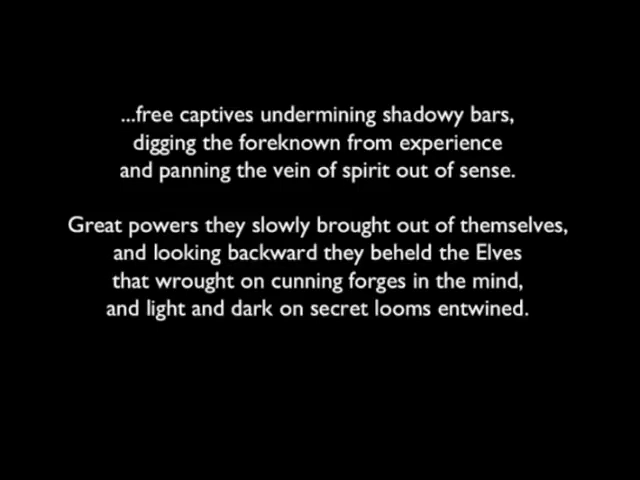 ...free captives undermining shadowy bars,
digging the foreknown from experience
and panning the vein of spirit out of sense.
Great powers they slowly brought out of themselves,
and looking backward they beheld the Elves
that wrought on cunning forges in the mind,
and light and dark on secret looms entwined.